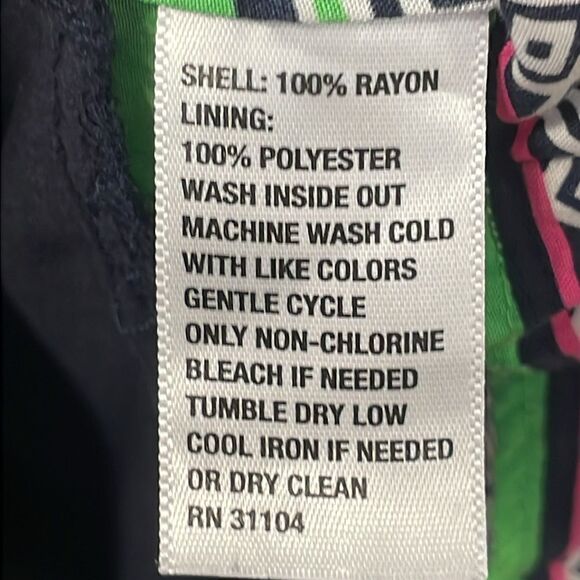 SHELL: 100% RAYON
LINING:
100% POLYESTER
WASH INSIDE OUT
MACHINE WASH COLD
WITH LIKE COLORS
GENTLE CYCLE
ONLY NON-CHLORINE
BLEACH IF NEEDED
TUMBLE DRY LOW
COOL IRON IF NEEDED
OR DRY CLEAN
RN 31104